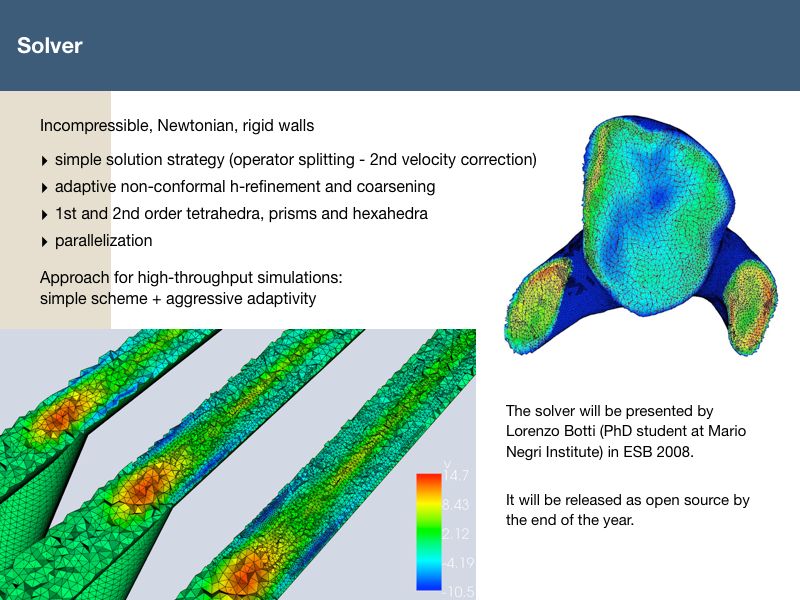 Solver
Incompressible, Newtonian, rigid walls
simple solution strategy (operator splitting - 2nd velocity correction)
adaptive non-conformal h-refinement and coarsening
1st and 2nd order tetrahedra, prisms and hexahedra
parallelization
Approach for high-throughput simulations:
simple scheme + aggressive adaptivity
The solver will be presented by
Lorenzo Botti (PhD student at Mario
Negri Institute) in ESB 2008.
It will be released as open source by
the end of the year.
v
14.7
8.43
2.12
-4.19
-10.5